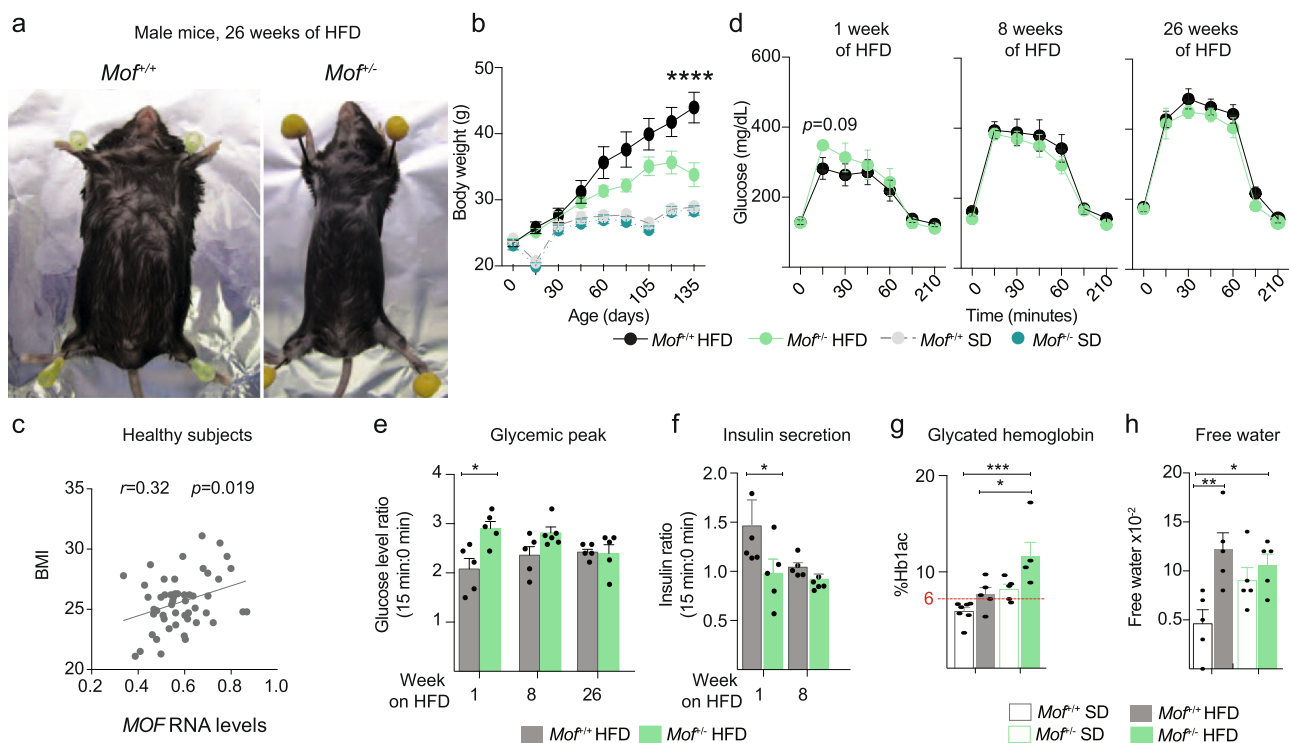 a
Male mice, 26 weeks of HFD
Mof+/+
Mof+/-
b
Body weight (g)
50
40
30
20
****
0
30
60
105
135
Age (days)
d
1 week
of HFD
8 weeks
of HFD
26 weeks
of HFD
Glucose (mg/dL)
600
400
200
p=0.09
0
30
60
210
0
30
60
210
0
30
60
210
Time (minutes)
Mof+/+ HFD
Mof+/- HFD
Mof+/+ SD
Mof+/- SD
c
Healthy subjects
r=0.32
p=0.019
BMI
35
30
25
20
0.2
0.4
0.6
0.8
1.0
MOF RNA levels
e
Glycemic peak
Glucose level ratio
(15 min:0 min)
4
3
2
1
0
*
Week
on HFD
1
8
26
f
Insulin secretion
Insulin ratio
(15 min:0 min)
2.0
1.5
1.0
0.5
*
Week
on HFD
1
8
Mof+/+ HFD
Mof+/- HFD
g
Glycated hemoglobin
%Hb1ac
20
10
6
***
*
h
Free water
Free water x10-2
20
15
10
0.5
0
*
**
Mof+/+ SD
Mof+/+ HFD
Mof+/- SD
Mof+/- HFD